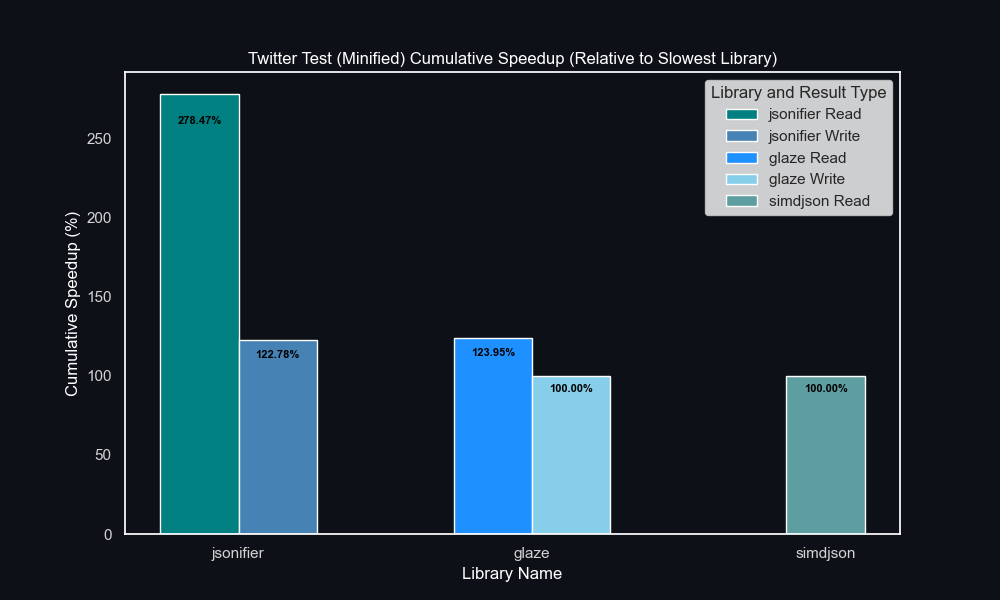 Twitter Test (Minified) Cumulative Speedup (Relative to Slowest Library)
Library and Result Type
jsonifier Read
jsonifier Write
glaze Read
glaze Write
simdjson Read
Cumulative Speedup (%)
250
200
150
100
50
0
278.47%
122.78%
123.95%
100.00%
100.00%
jsonifier
glaze
simdjson
Library Name